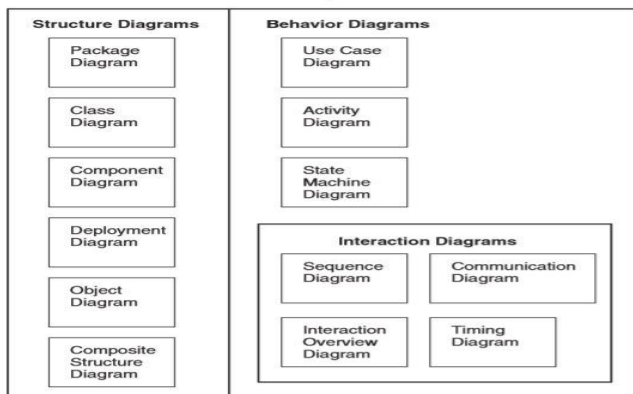 Structure Diagrams
Package
Diagram
Class
Diagram
Component
Diagram
Deployment
Diagram
Object
Diagram
Composite
Structure
Diagram
Behavior Diagrams
Use Case
Diagram
Activity
Diagram
State
Machine
Diagram
Interaction Diagrams
Sequence
Diagram
Communication
Diagram
Interaction
Overview
Diagram
Timing
Diagram